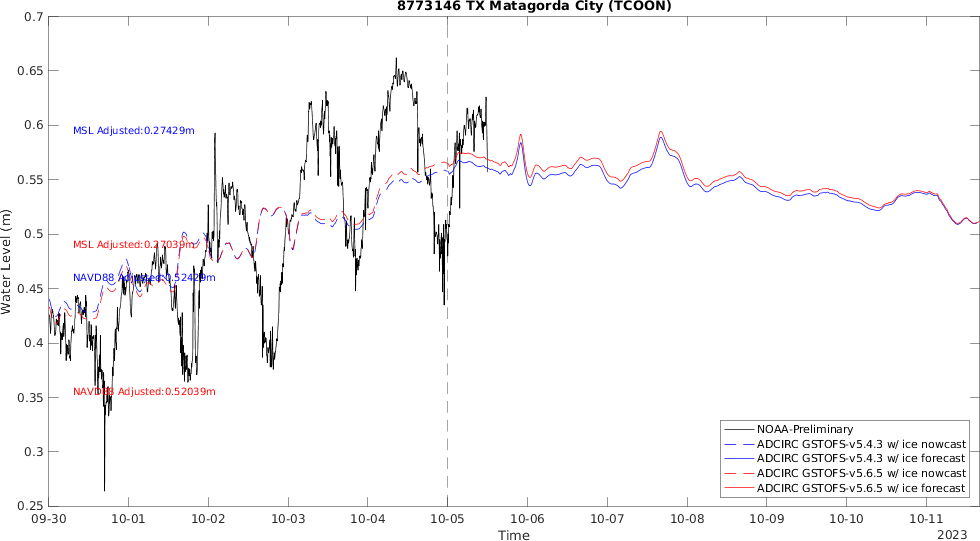 8773146 TX Matagorda City (TCOON)
0.7
0.65
0.6
0.55
0.5
0.45
0.4
0.35
0.3
0.25
Water Level (m)
MSL Adjusted:0.27429m
MSL Adjusted:0.27039m
NAVD88 Adjusted:0.52429m
NAVD88 Adjusted:0.52039m
NOAA-Preliminary
ADCIRC GSTOFS-v5.4.3 w/ ice nowcast
ADCIRC GSTOFS-v5.4.3 w/ ice forecast
ADCIRC GSTOFS-v5.6.5 w/ ice nowcast
ADCIRC GSTOFS-v5.6.5 w/ ice forecast
09-30 10-01 10-02 10-03 10-04 10-05 10-06 10-07 10-08 10-09 10-10 10-11
Time
2023